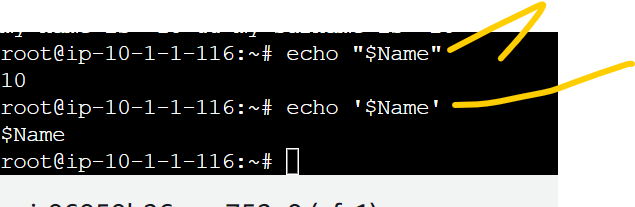 root@ip-10-1-1-116:~# echo "$Name"
10
root@ip-10-1-1-116:~# echo '$Name'
$Name
root@ip-10-1-1-116:~#